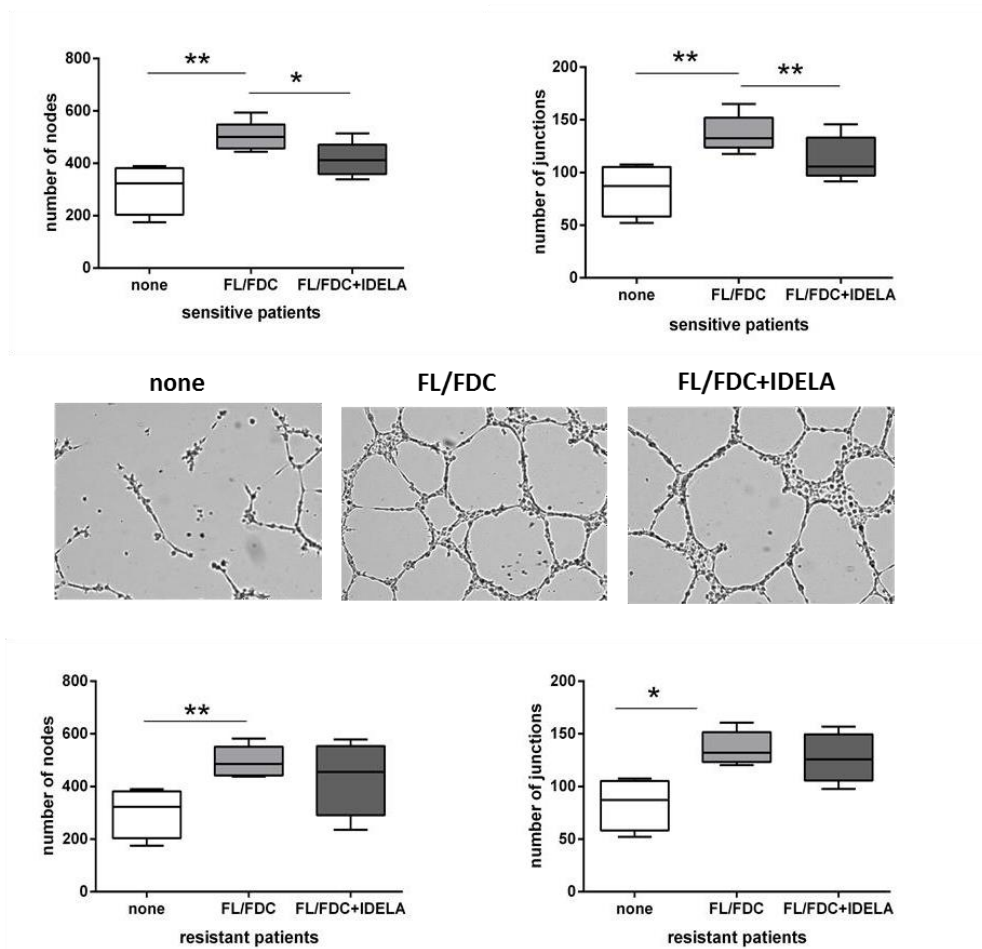 number of nodes
800
600
400
200
0
**
*
none
FL/FDC
FL/FDC+IDELA
sensitive patients
number of junctions
200
150
100
50
0
**
**
none
FL/FDC
FL/FDC+IDELA
sensitive patients
none
FL/FDC
FL/FDC+IDELA
number of nodes
800
600
400
200
0
**
none
FL/FDC
FL/FDC+IDELA
resistant patients
number of junctions
200
150
100
50
0
*
none
FL/FDC
FL/FDC+IDELA
resistant patients